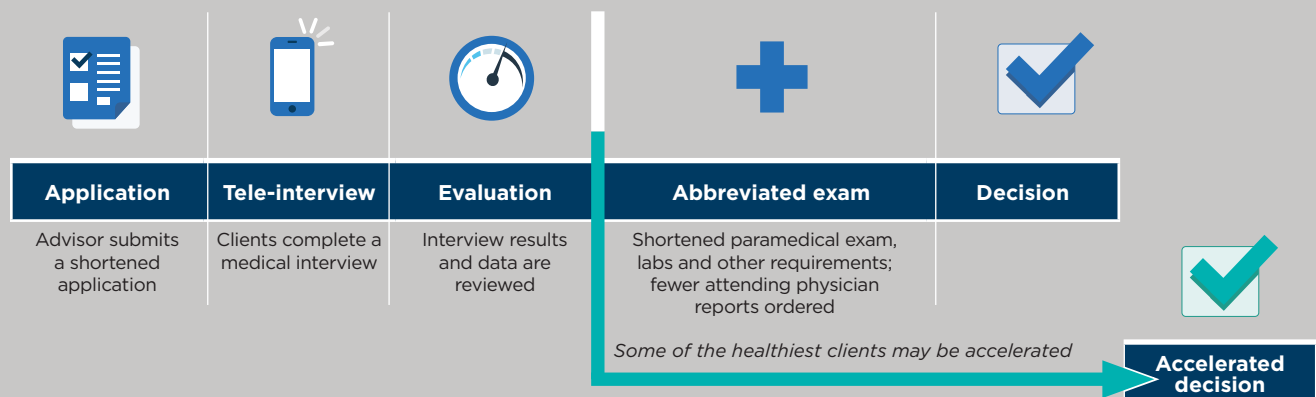 Application
Tele-interview
Evaluation
Abbreviated exam
Decision
Advisor submits
a shortened
application
Clients complete a
medical interview
Interview results
and data are
reviewed
Shortened paramedical exam,
labs and other requirements;
fewer attending physician
reports ordered
Some of the healthiest clients may be accelerated
Accelerated
decision